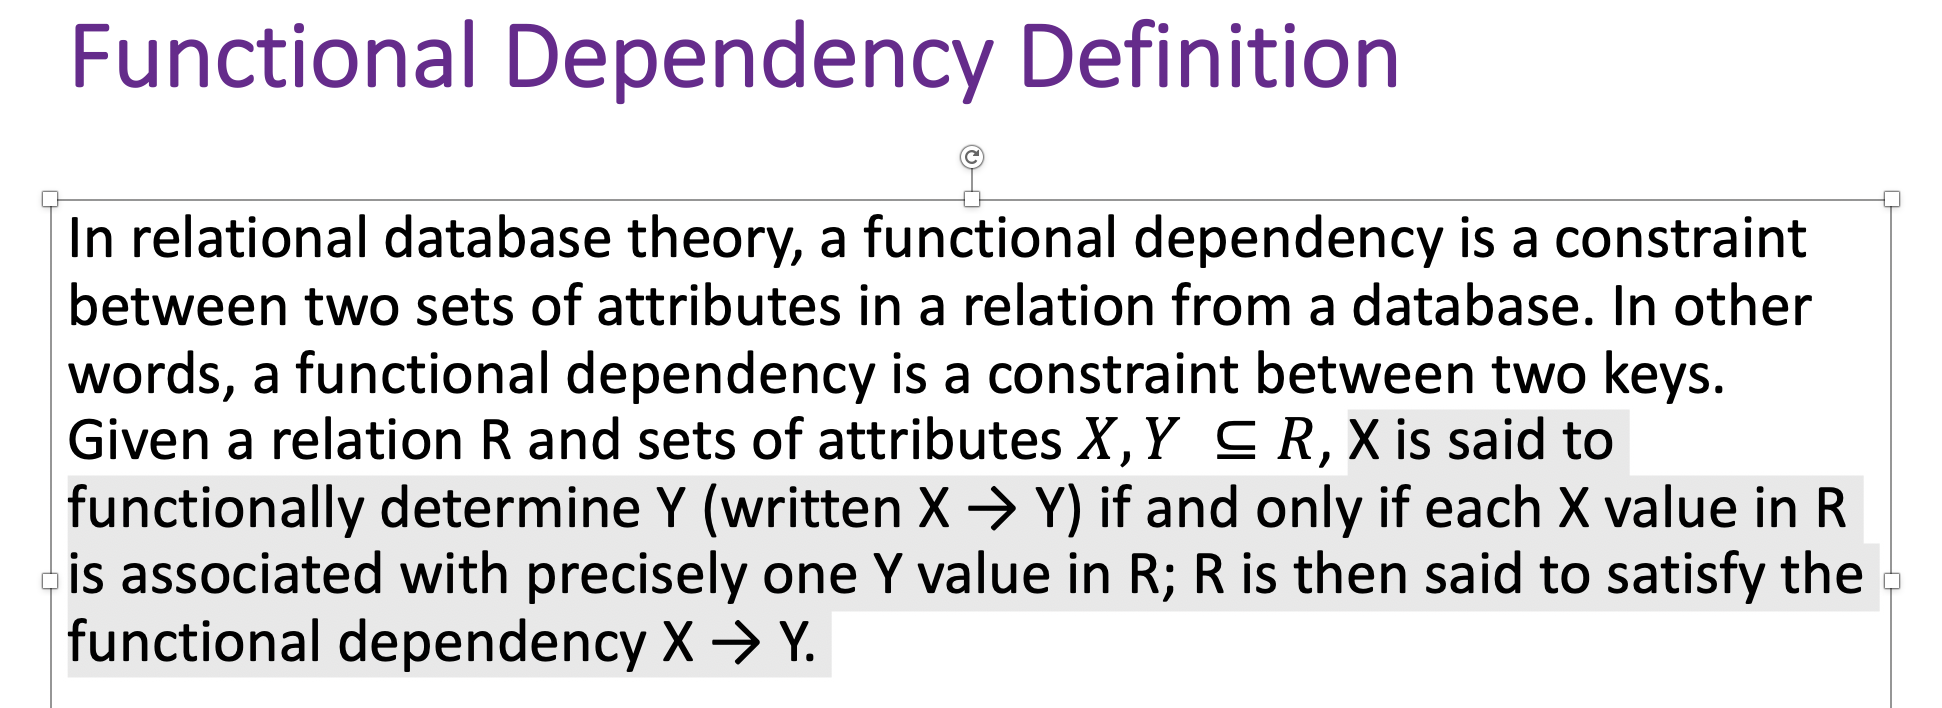 Functional Dependency Definition
In relational database theory, a functional dependency is a constraint
between two sets of attributes in a relation from a database. In other
words, a functional dependency is a constraint between two keys.
Given a relation R and sets of attributes X, Y ⊆ R, X is said to
functionally determine Y (written X → Y) if and only if each X value in R
is associated with precisely one Y value in R; R is then said to satisfy the
functional dependency X → Y.